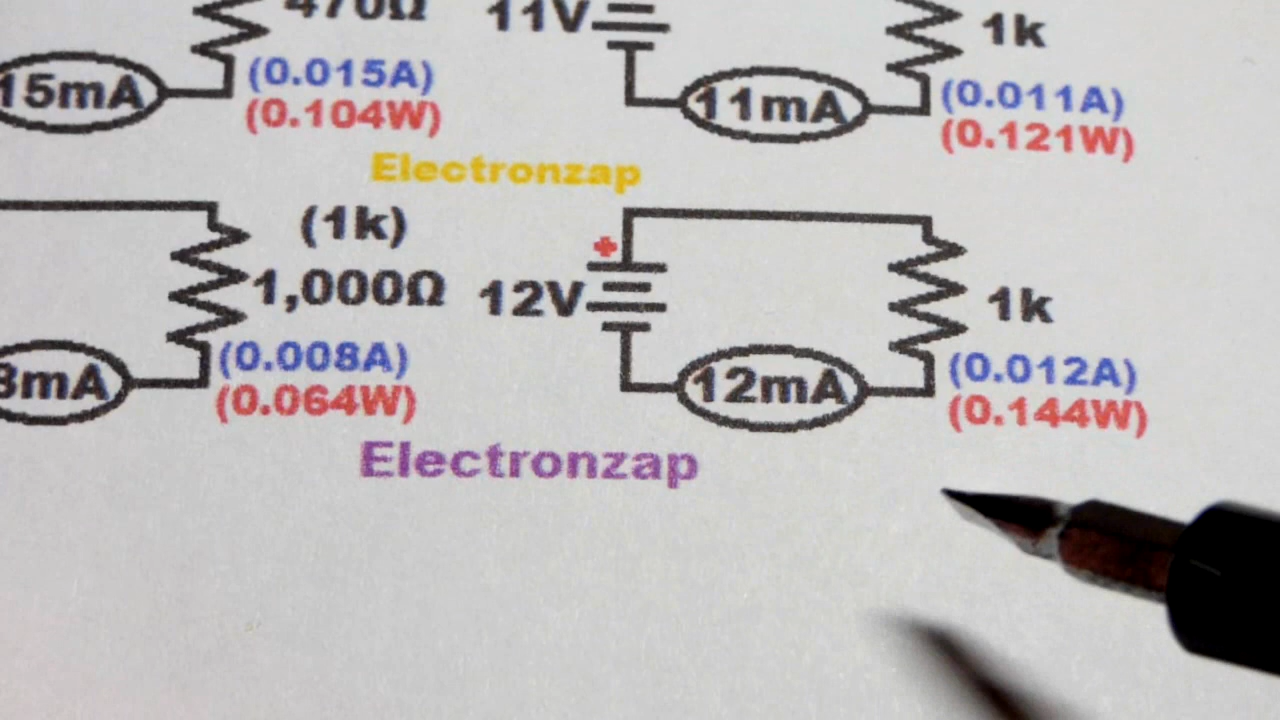 470Ω
11V
1k
15mA
(0.015A)
(0.104W)
11mA
(0.011A)
(0.121W)
Electronzap
(1k)
1,000Ω
12V
1k
(0.008A)
(0.064W)
12mA
(0.012A)
(0.144W)
Electronzap